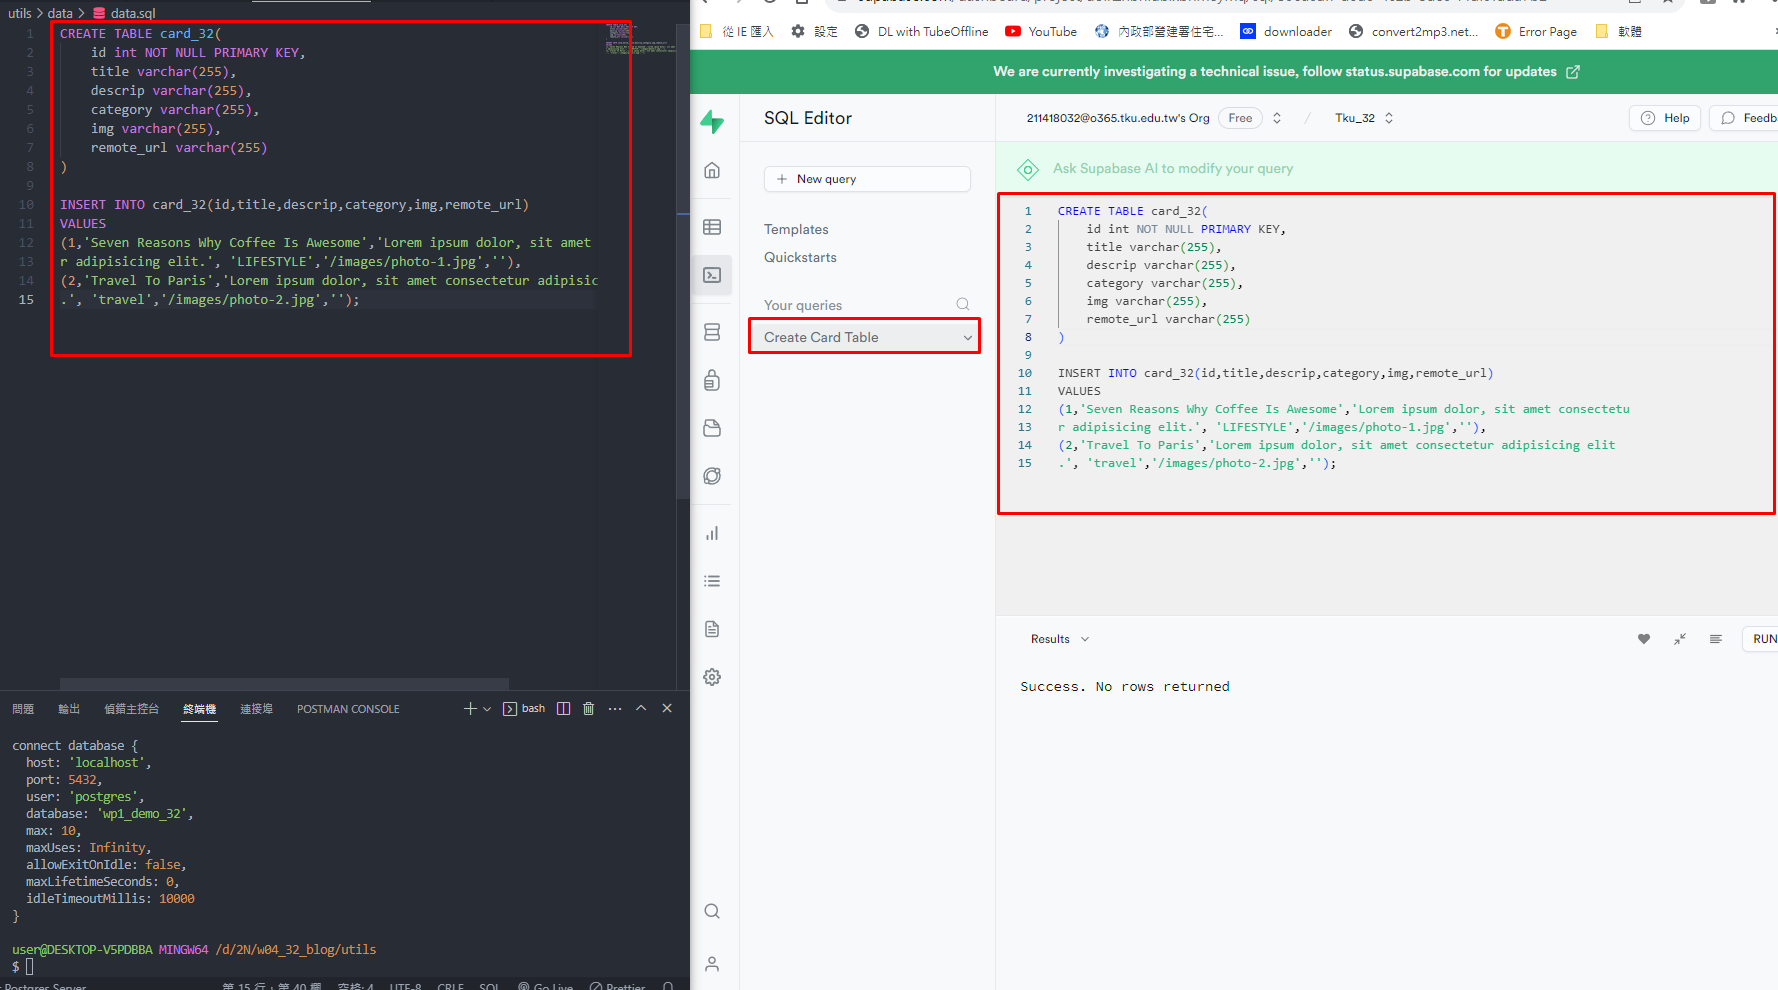 utils > data > data.sql
1 CREATE TABLE card_32(
2 id int NOT NULL PRIMARY KEY,
3 title varchar(255),
4 descrip varchar(255),
5 category varchar(255),
6 img varchar(255),
7 remote_url varchar(255)
8 )
9
10 INSERT INTO card_32(id,title,descrip,category,img,remote_url)
11 VALUES
12 (1,'Seven Reasons Why Coffee Is Awesome','Lorem ipsum dolor, sit amet
13 r adipisicing elit.', 'LIFESTYLE','/images/photo-1.jpg',''),
14 (2,'Travel To Paris','Lorem ipsum dolor, sit amet consectetur adipisic
15 .', 'travel','/images/photo-2.jpg','');
問題 輸出 偵錯主控台 終端機 連接埠 POSTMAN CONSOLE
bash
connect database {
host: 'localhost',
port: 5432,
user: 'postgres',
database: 'wp1_demo_32',
max: 10,
maxUses: Infinity,
allowExitOnIdle: false,
maxLifetimeSeconds: 0,
idleTimeoutMillis: 10000
}
user@DESKTOP-V5PDBBA MINGW64 /d/2N/w04_32_blog/utils
$
Postgres Server 第 15 行，第 40 欄 空格: 4 UTF-8 CRLF SQL Go Live Prettier
從 IE 匯入 設定 DL with TubeOffline YouTube 內政部營建署住宅... downloader convert2mp3.net... Error Page 軟體
We are currently investigating a technical issue, follow status.supabase.com for updates
SQL Editor
211418032@o365.tku.edu.tw's Org Free / Tku_32 Help Feedb
New query
Templates
Quickstarts
Your queries
Create Card Table
Ask Supabase AI to modify your query
1 CREATE TABLE card_32(
2 id int NOT NULL PRIMARY KEY,
3 title varchar(255),
4 descrip varchar(255),
5 category varchar(255),
6 img varchar(255),
7 remote_url varchar(255)
8 )
9
10 INSERT INTO card_32(id,title,descrip,category,img,remote_url)
11 VALUES
12 (1,'Seven Reasons Why Coffee Is Awesome','Lorem ipsum dolor, sit amet consectetu
13 r adipisicing elit.', 'LIFESTYLE','/images/photo-1.jpg',''),
14 (2,'Travel To Paris','Lorem ipsum dolor, sit amet consectetur adipisicing elit
15 .', 'travel','/images/photo-2.jpg','');
Results RUN
Success. No rows returned